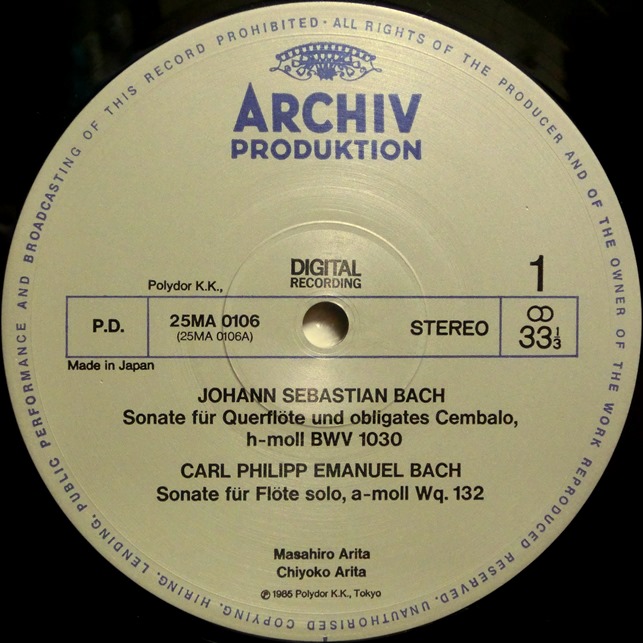 ALL RIGHTS OF THE PRODUCER AND OF THE OWNER OF THE WORK REPRODUCED RESERVED. UNAUTHORISED COPYING, HIRING, LENDING, PUBLIC PERFORMANCE AND BROADCASTING OF THIS RECORD PROHIBITED ·
ARCHIV
PRODUKTION
DIGITAL
RECORDING
1
Polydor K.K.,
P.D.
25MA 0106
(25MA 0106A)
STEREO
33 1/3
Made in Japan
JOHANN SEBASTIAN BACH
Sonate für Querflöte und obligates Cembalo,
h-moll BWV 1030
CARL PHILIPP EMANUEL BACH
Sonate für Flöte solo, a-moll Wq. 132
Masahiro Arita
Chiyoko Arita
℗ 1985 Polydor K.K., Tokyo